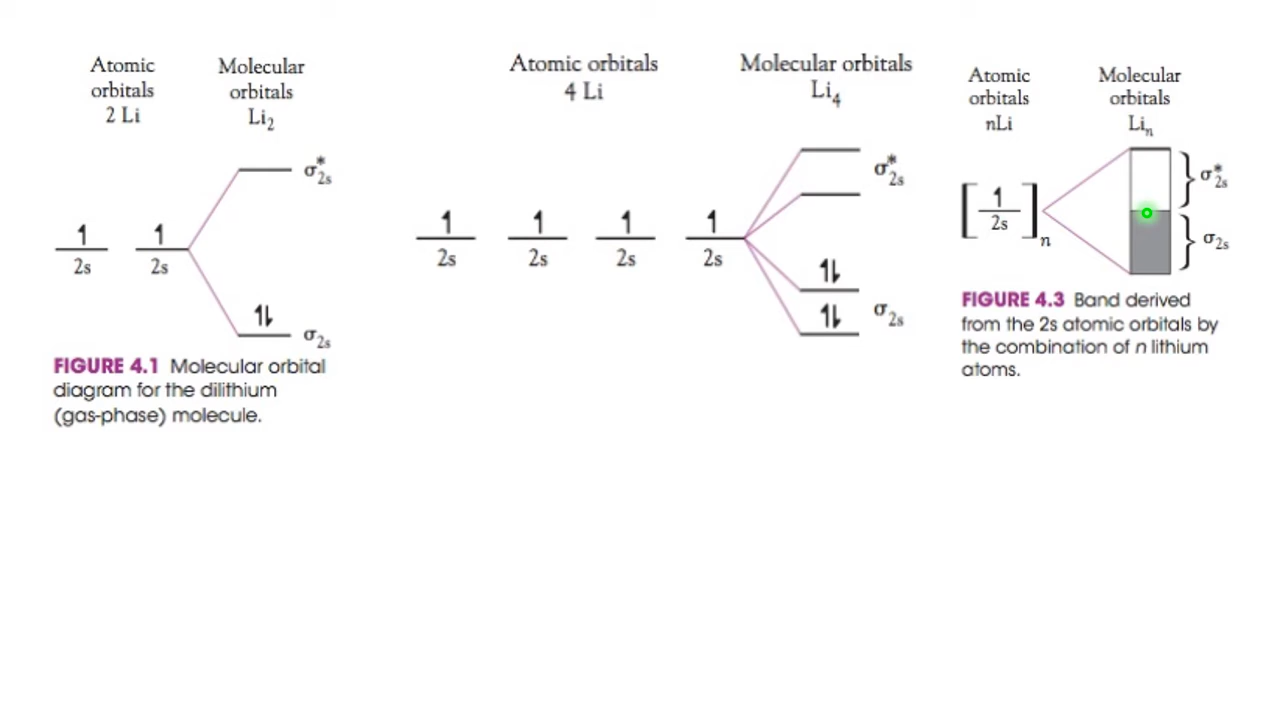 Atomic
orbitals
2 Li
Molecular
orbitals
Li₂
σ*2s
1
2s
1
2s
1⇂
σ2s
FIGURE 4.1 Molecular orbital
diagram for the dilithium
(gas-phase) molecule.
Atomic orbitals
4 Li
Molecular orbitals
Li₄
σ*2s
1
2s
1
2s
1
2s
1
2s
1⇂
1⇂
σ2s
Atomic
orbitals
nLi
Molecular
orbitals
Liₙ
[1
2s]n
} σ*2s
} σ2s
FIGURE 4.3 Band derived
from the 2s atomic orbitals by
the combination of n lithium
atoms.